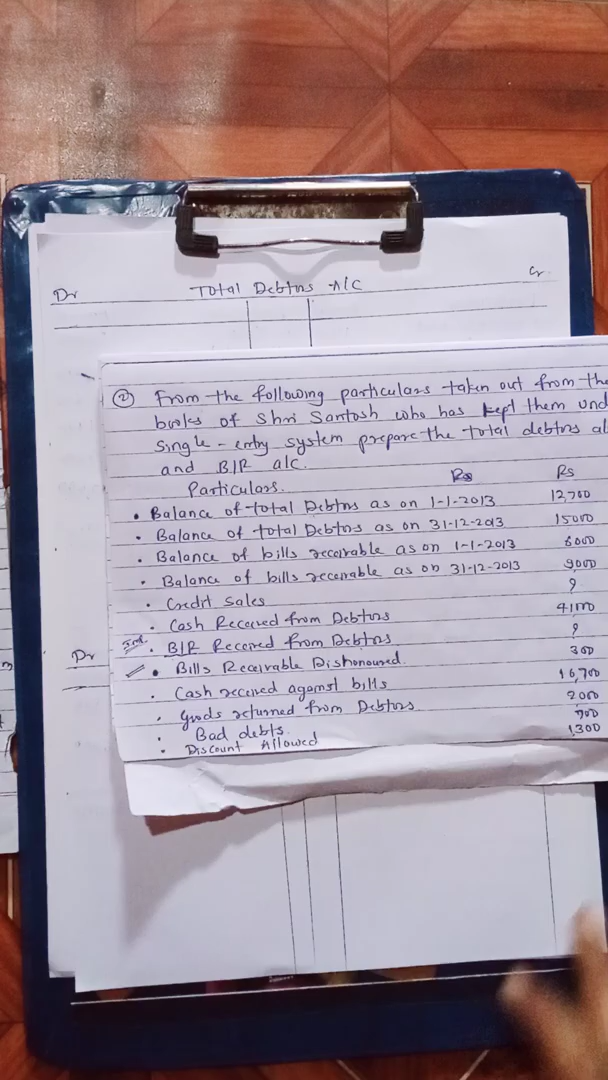 Dr Total Debtors A/C Cr
② From the following particulars taken out from the
books of Shri Santosh who has kept them und
single-entry system prepare the total debtors a/
and B/R a/c.
Particulars. Rs Rs
• Balance of total Debtors as on 1-1-2013 12,700
• Balance of total Debtors as on 31-12-2013 15000
• Balance of bills receivable as on 1-1-2013 6000
• Balance of bills receivable as on 31-12-2013 9000
• Credit sales ?
• Cash Received from Debtors
• B/R Received from Debtors ?
• Bills Receivable Dishonoured. 300
• Cash received against bills 16,700
• Goods returned from Debtors 2000
• Bad debts. 700
• Discount Allowed 1,300
Dr